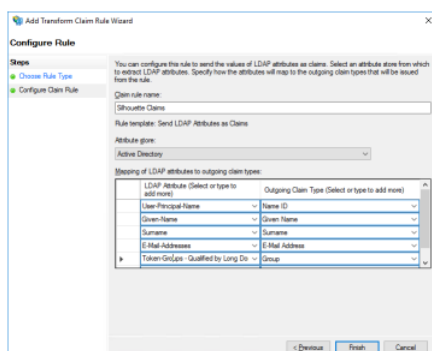 Add Transform Claim Rule Wizard
Configure Rule
Steps
Choose Rule Type
Configure Claim Rule
You can configure this rule to send the values of LDAP attributes as claims. Select an attribute store from which
to extract LDAP attributes. Specify how the attributes will map to the outgoing claim types that will be issued
from the rule.
Claim rule name:
Silhouette Claims
Rule template: Send LDAP Attributes as Claims
Attribute store:
Active Directory
Mapping of LDAP attributes to outgoing claim types:
LDAP Attribute (Select or type to
add more)
Outgoing Claim Type (Select or type to add more)
User-Principal-Name
Name ID
Given-Name
Given Name
Surname
Surname
E-Mail-Addresses
E-Mail Address
Token-Groups - Qualified by Long Do
Group
< Previous
Finish
Cancel